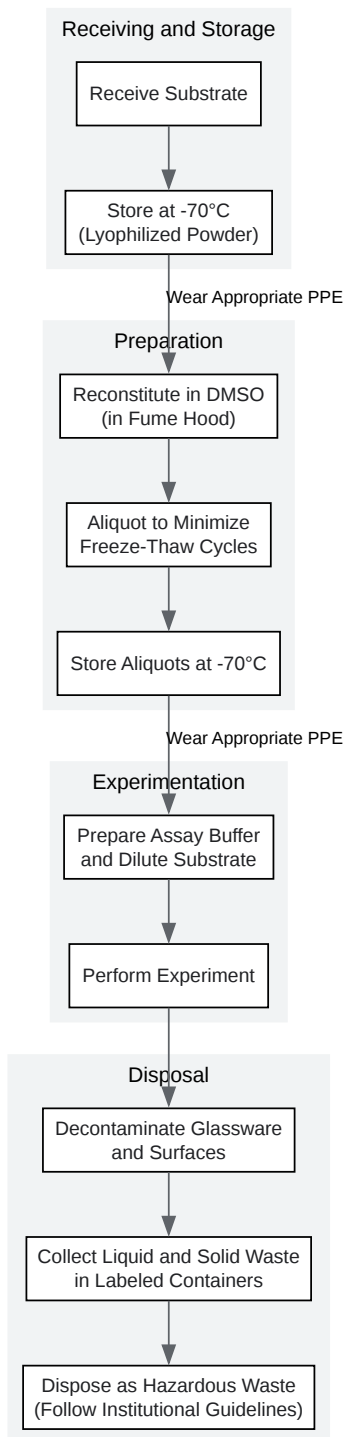 Receiving and Storage
Receive Substrate
Store at -70°C
(Lyophilized Powder)
Wear Appropriate PPE
Preparation
Reconstitute in DMSO
(in Fume Hood)
Aliquot to Minimize
Freeze-Thaw Cycles
Store Aliquots at -70°C
Wear Appropriate PPE
Experimentation
Prepare Assay Buffer
and Dilute Substrate
Perform Experiment
Disposal
Decontaminate Glassware
and Surfaces
Collect Liquid and Solid Waste
in Labeled Containers
Dispose as Hazardous Waste
(Follow Institutional Guidelines)